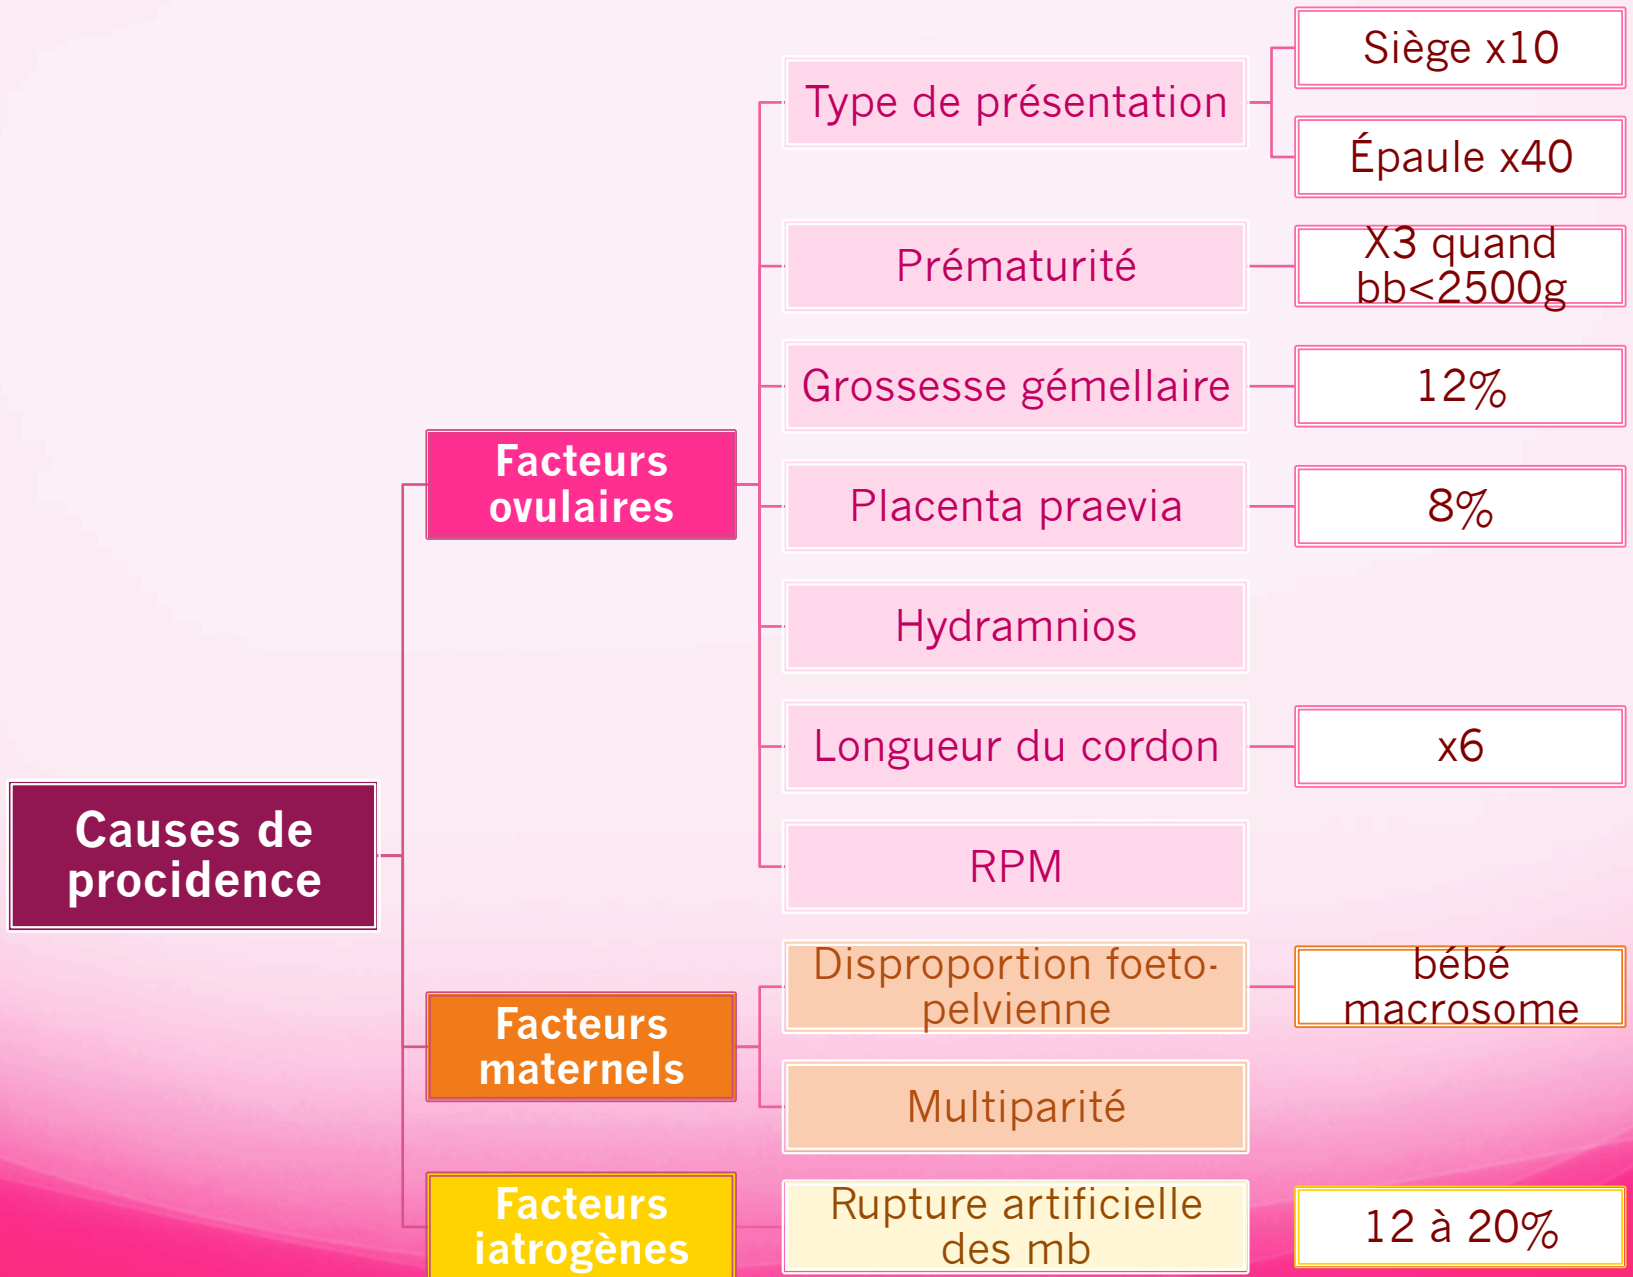 Causes de
procidence
Facteurs
ovulaires
Type de présentation
Siège x10
Épaule x40
Prématurité
X3 quand
bb<2500g
Grossesse gémellaire
12%
Placenta praevia
8%
Hydramnios
Longueur du cordon
x6
RPM
Facteurs
maternels
Disproportion foeto-
pelvienne
bébé
macrosome
Multiparité
Facteurs
iatrogènes
Rupture artificielle
des mb
12 à 20%